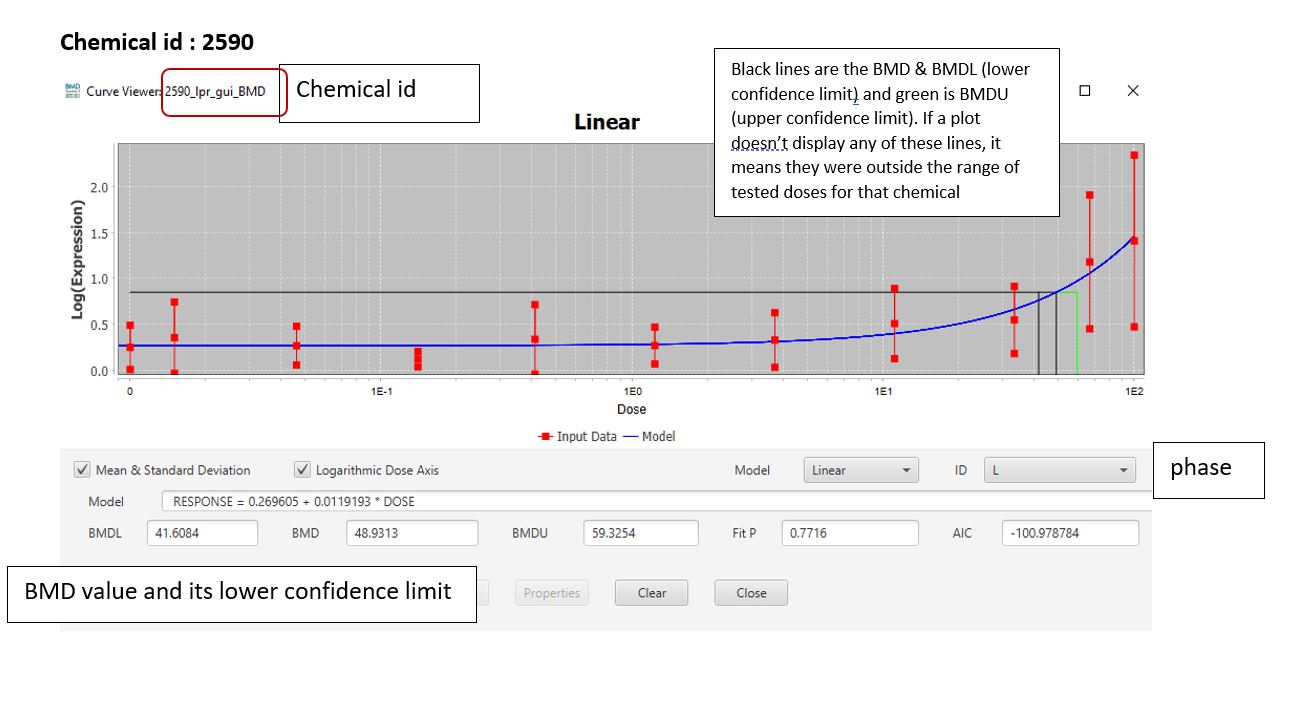 Chemical id : 2590
Curve Viewer: 2590_lpr_gui_BMD
Chemical id
Black lines are the BMD & BMDL (lower
confidence limit) and green is BMDU
(upper confidence limit). If a plot
doesn't display any of these lines, it
means they were outside the range of
tested doses for that chemical
Linear
Log(Expression)
2.0
1.5
1.0
0.5
0.0
0 1E-1 1E0 1E1 1E2
Dose
Input Data Model
Mean & Standard Deviation Logarithmic Dose Axis Model Linear ID L
phase
Model RESPONSE = 0.269605 + 0.0119193 * DOSE
BMDL 41.6084 BMD 48.9313 BMDU 59.3254 Fit P 0.7716 AIC -100.978784
BMD value and its lower confidence limit
Properties Clear Close